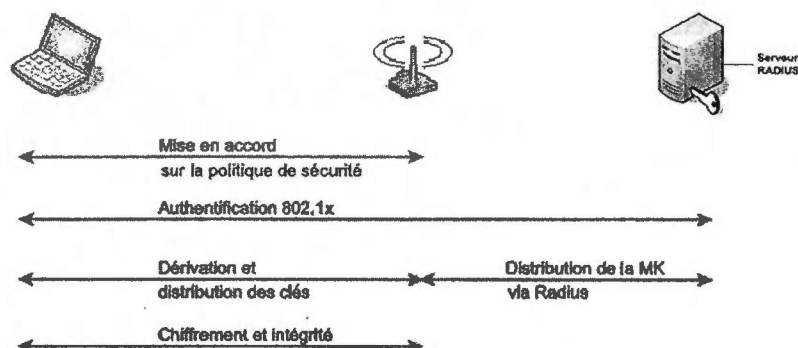 Serveur
RADIUS
Mise en accord
sur la politique de sécurité
Authentification 802.1x
Dérivation et
distribution des clés
Distribution de la MK
via Radius
Chiffrement et intégrité